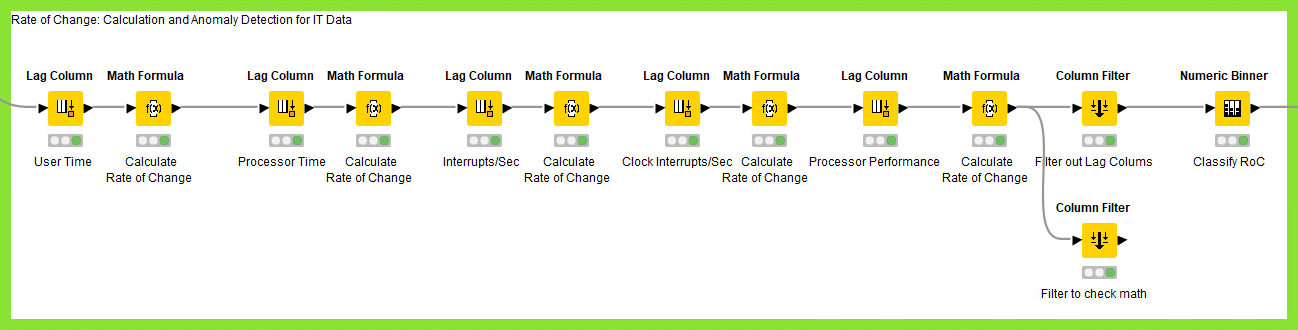 Rate of Change: Calculation and Anomaly Detection for IT Data
Lag Column Math Formula Lag Column Math Formula Lag Column Math Formula Lag Column Math Formula Lag Column Math Formula Column Filter Numeric Binner
f(x) f(x) f(x) f(x) f(x)
User Time Calculate Processor Time Calculate Interrupts/Sec Calculate Clock Interrupts/Sec Calculate Processor Performance Calculate Filter out Lag Colums Classify RoC
Rate of Change Rate of Change Rate of Change Rate of Change Rate of Change
Column Filter
Filter to check math